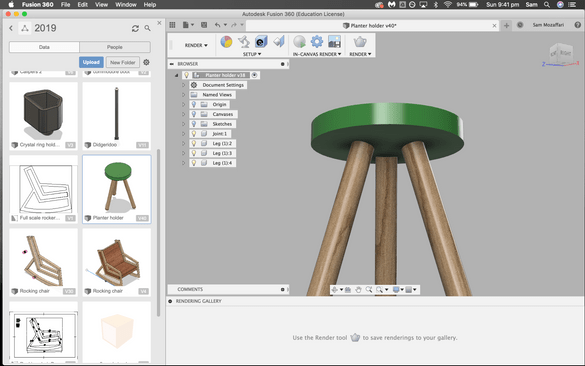 Fusion 360 File Edit View Window Help
94% Sun 9:41 pm Sam
Autodesk Fusion 360 (Education License)
2019
Planter holder v40*
Sam Mozaffari
Data People
Upload New Folder
RENDER
SETUP
IN-CANVAS RENDER
RENDER
BROWSER
Planter holder v38
Document Settings
Named Views
Origin
Canvases
Sketches
Joint:1
Leg (1):2
Leg (1):3
Leg (1):4
Crystal ring hold...
Didgeridoo
Full scale rocker...
Planter holder
Rocking chair
Rocking chair
COMMENTS
RENDERING GALLERY
Use the Render tool to save renderings to your gallery.